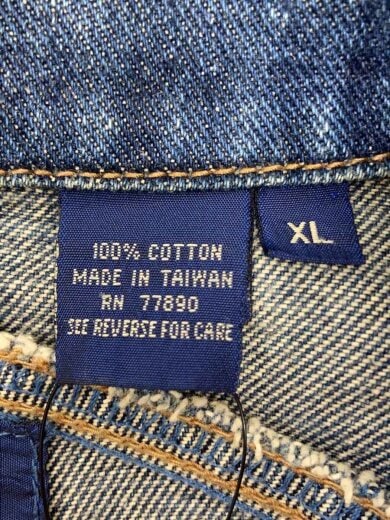 100% COTTON
MADE IN TAIWAN
RN 77890
SEE REVERSE FOR CARE
XL